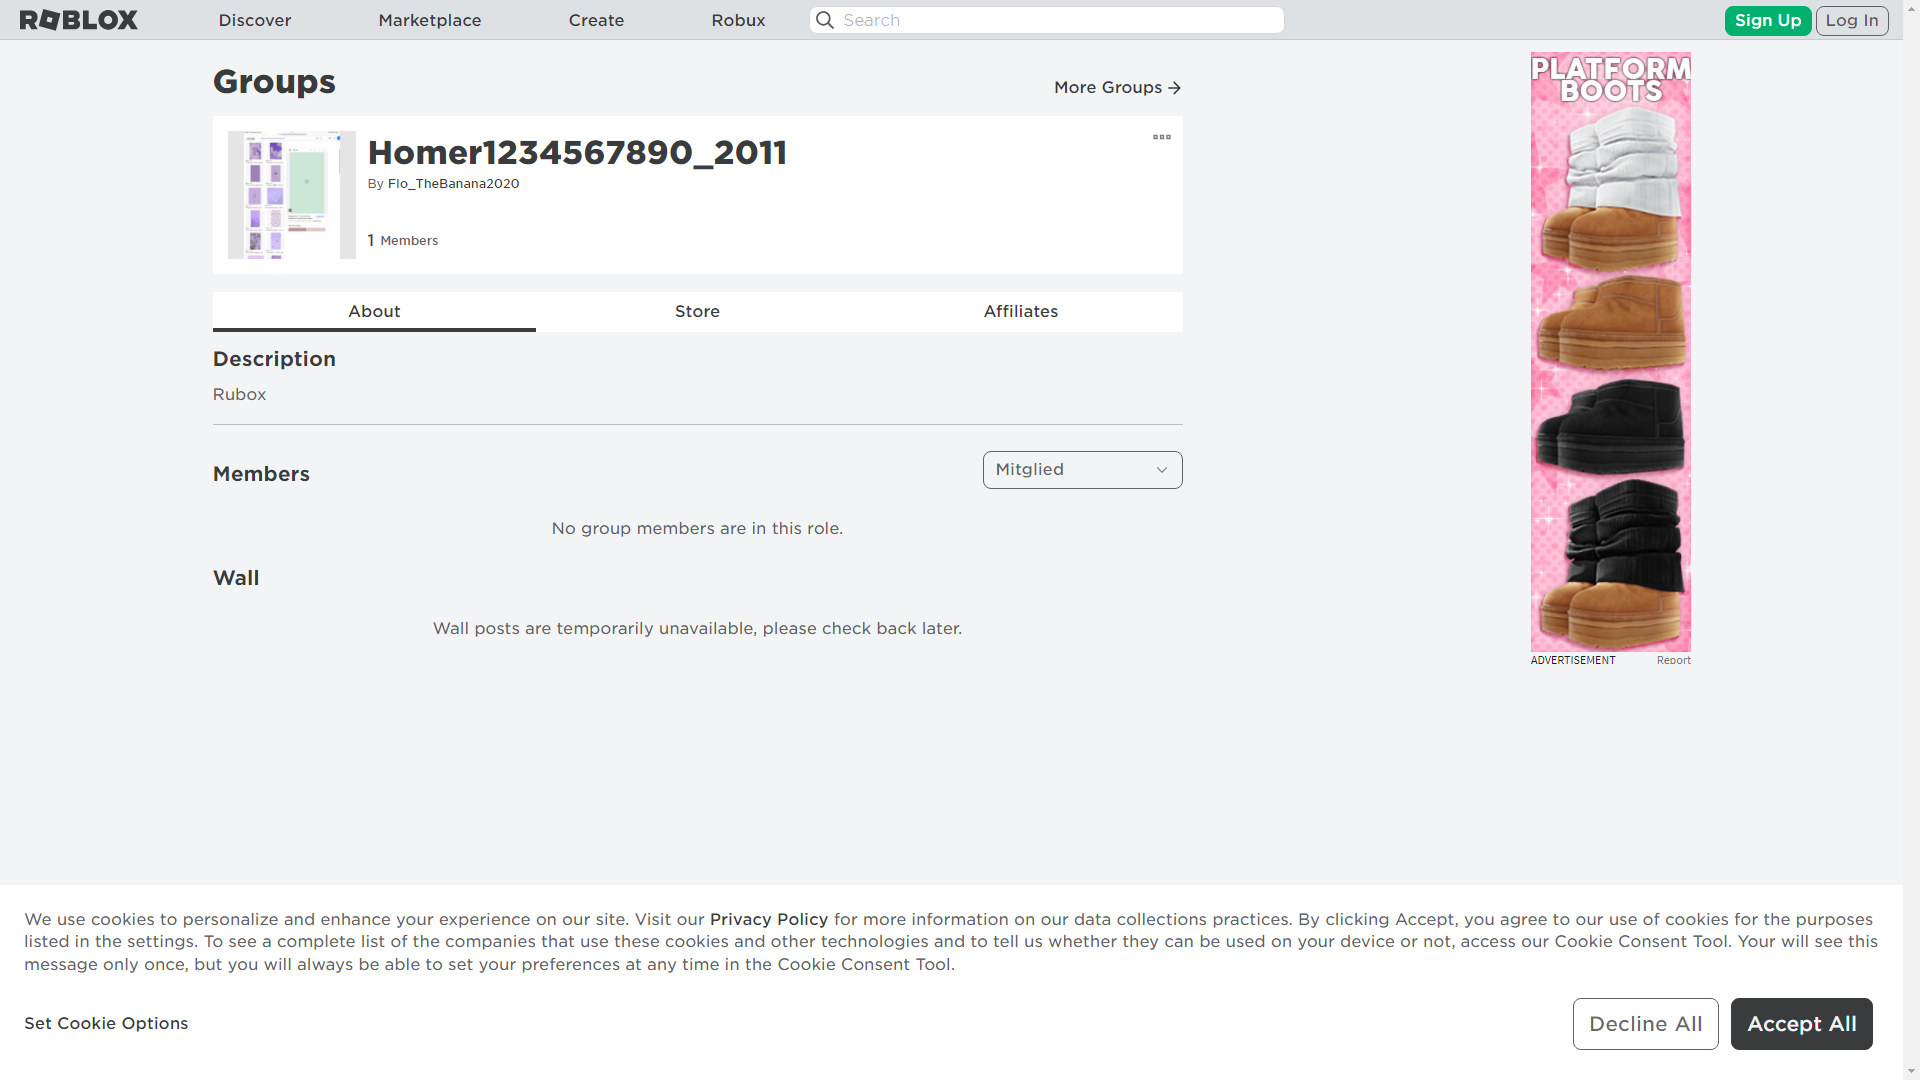 ROBLOX
Discover
Marketplace
Create
Robux
Search
Sign Up
Log In
Groups
More Groups
Homer1234567890_2011
By Flo_TheBanana2020
1 Members
About
Store
Affiliates
Description
Rubox
Members
Mitglied
No group members are in this role.
Wall
Wall posts are temporarily unavailable, please check back later.
PLATFORM
BOOTS
ADVERTISEMENT
Report
We use cookies to personalize and enhance your experience on our site. Visit our Privacy Policy for more information on our data collections practices. By clicking Accept, you agree to our use of cookies for the purposes
listed in the settings. To see a complete list of the companies that use these cookies and other technologies and to tell us whether they can be used on your device or not, access our Cookie Consent Tool. Your will see this
message only once, but you will always be able to set your preferences at any time in the Cookie Consent Tool.
Set Cookie Options
Decline All
Accept All